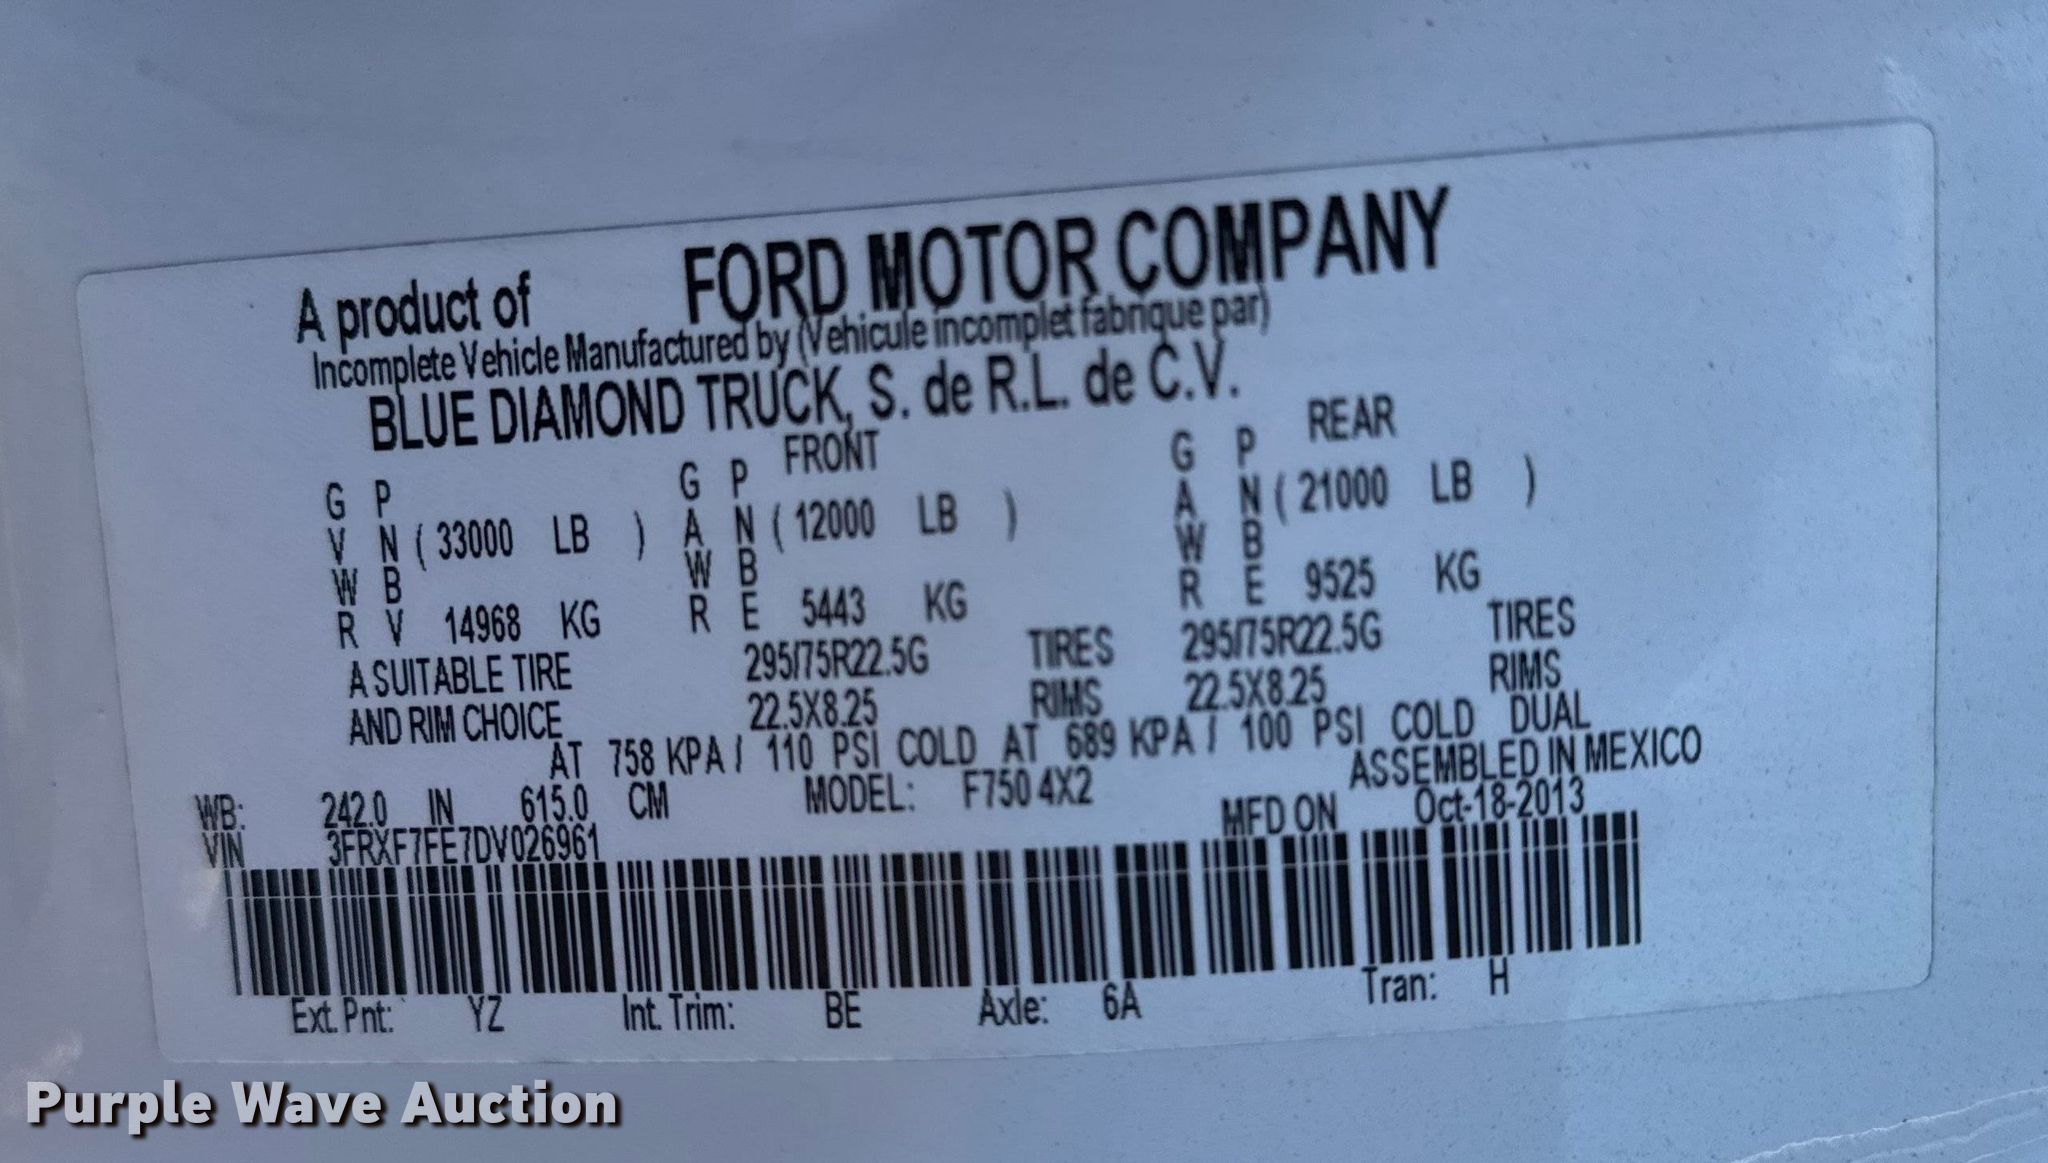 A product of FORD MOTOR COMPANY
Incomplete Vehicle Manufactured by (Vehicule incomplet fabrique par)
BLUE DIAMOND TRUCK, S. de R.L. de C.V.
FRONT REAR
G P G P G P
V N ( 33000 LB ) A N ( 12000 LB ) A N ( 21000 LB )
W B W B W B
R V 14968 KG R E 5443 KG R E 9525 KG
A SUITABLE TIRE 295/75R22.5G TIRES 295/75R22.5G TIRES
AND RIM CHOICE 22.5X8.25 RIMS 22.5X8.25 RIMS
AT 758 KPA / 110 PSI COLD AT 689 KPA / 100 PSI COLD DUAL
WB: 242.0 IN 615.0 CM MODEL: F750 4X2 ASSEMBLED IN MEXICO
VIN 3FRXF7FE7DV026961 MFD ON Oct-18-2013
Ext. Pnt: YZ Int. Trim: BE Axle: 6A Tran: H
Purple Wave Auction